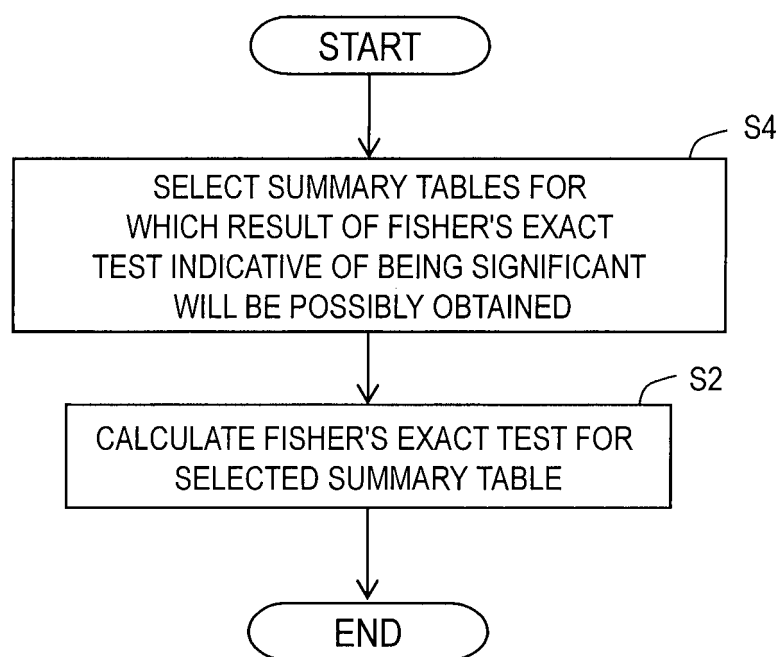 START
S4
SELECT SUMMARY TABLES FOR
WHICH RESULT OF FISHER'S EXACT
TEST INDICATIVE OF BEING SIGNIFICANT
WILL BE POSSIBLY OBTAINED
S2
CALCULATE FISHER'S EXACT TEST FOR
SELECTED SUMMARY TABLE
END